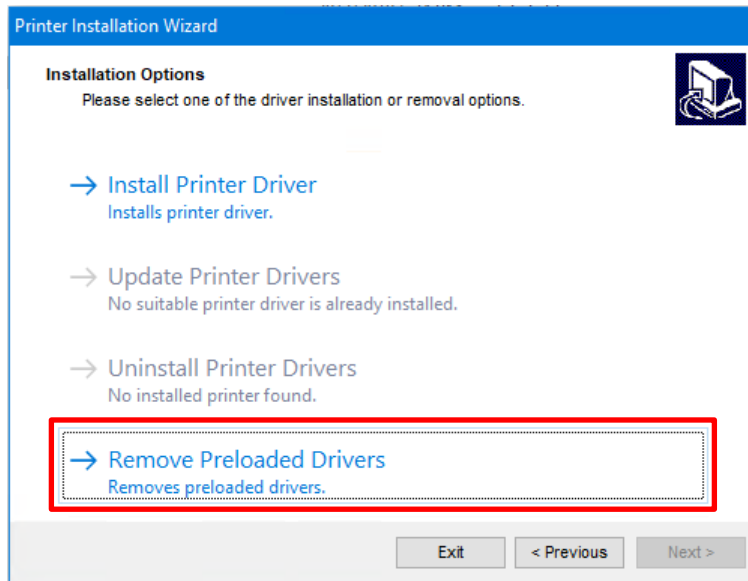 Printer Installation Wizard
Installation Options
Please select one of the driver installation or removal options.
Install Printer Driver
Installs printer driver.
Update Printer Drivers
No suitable printer driver is already installed.
Uninstall Printer Drivers
No installed printer found.
Remove Preloaded Drivers
Removes preloaded drivers.
Exit
< Previous
Next >